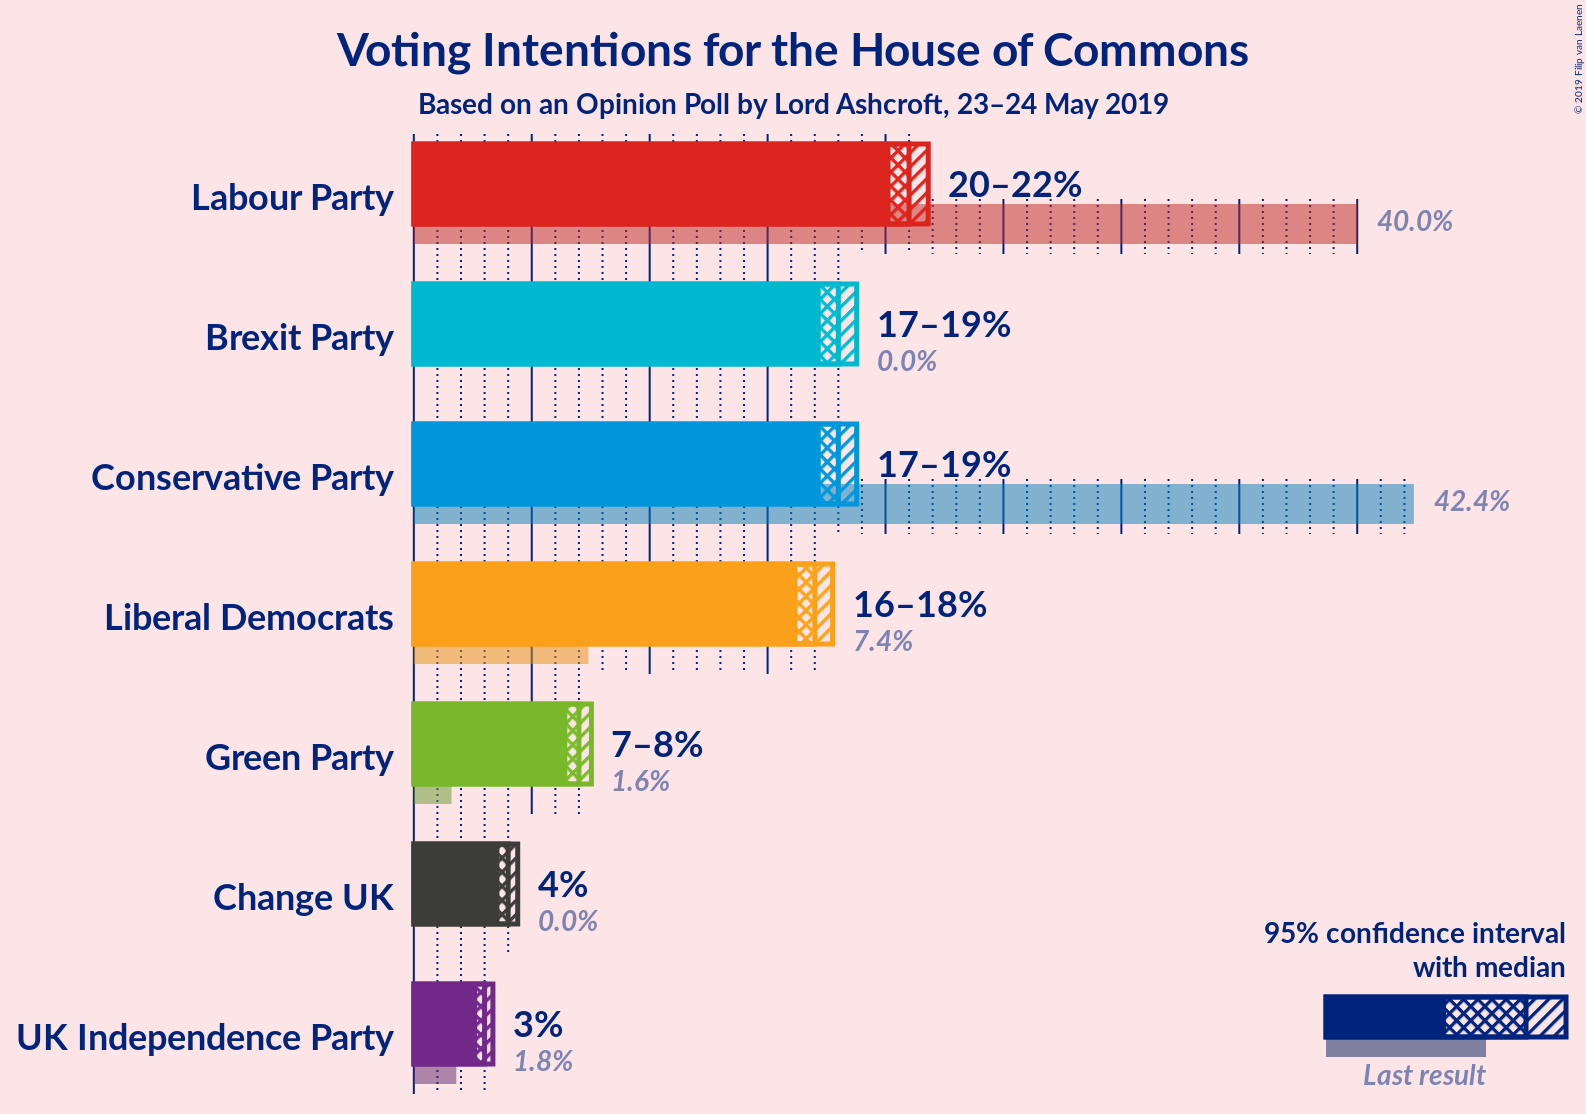 Voting Intentions for the House of Commons
Based on an Opinion Poll by Lord Ashcroft, 23–24 May 2019
© 2019 Filip van Laenen
Labour Party
20–22%
40.0%
Brexit Party
17–19%
0.0%
Conservative Party
17–19%
42.4%
Liberal Democrats
16–18%
7.4%
Green Party
7–8%
1.6%
Change UK
4%
0.0%
UK Independence Party
3%
1.8%
95% confidence interval
with median
Last result